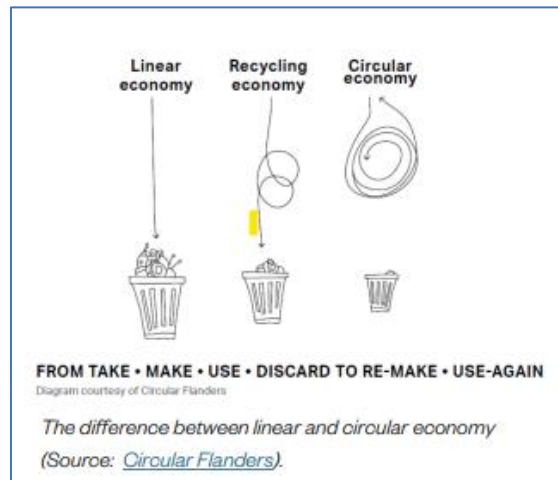 Linear
economy
Recycling
economy
Circular
economy
FROM TAKE • MAKE • USE • DISCARD TO RE-MAKE • USE-AGAIN
Diagram courtesy of Circular Flanders
The difference between linear and circular economy
(Source: Circular Flanders).